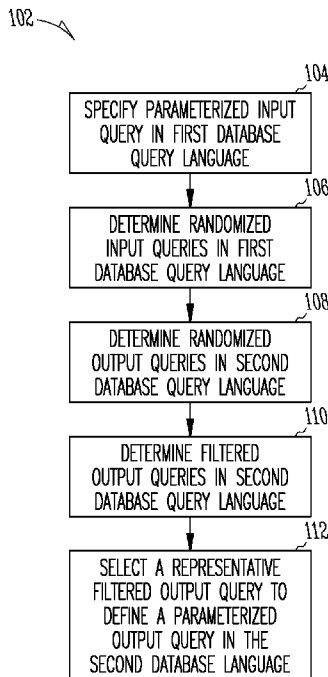 102
104
SPECIFY PARAMETERIZED INPUT
QUERY IN FIRST DATABASE
QUERY LANGUAGE
106
DETERMINE RANDOMIZED
INPUT QUERIES IN FIRST
DATABASE QUERY LANGUAGE
108
DETERMINE RANDOMIZED
OUTPUT QUERIES IN SECOND
DATABASE QUERY LANGUAGE
110
DETERMINE FILTERED
OUTPUT QUERIES IN SECOND
DATABASE QUERY LANGUAGE
112
SELECT A REPRESENTATIVE
FILTERED OUTPUT QUERY TO
DEFINE A PARAMETERIZED
OUTPUT QUERY IN THE
SECOND DATABASE LANGUAGE